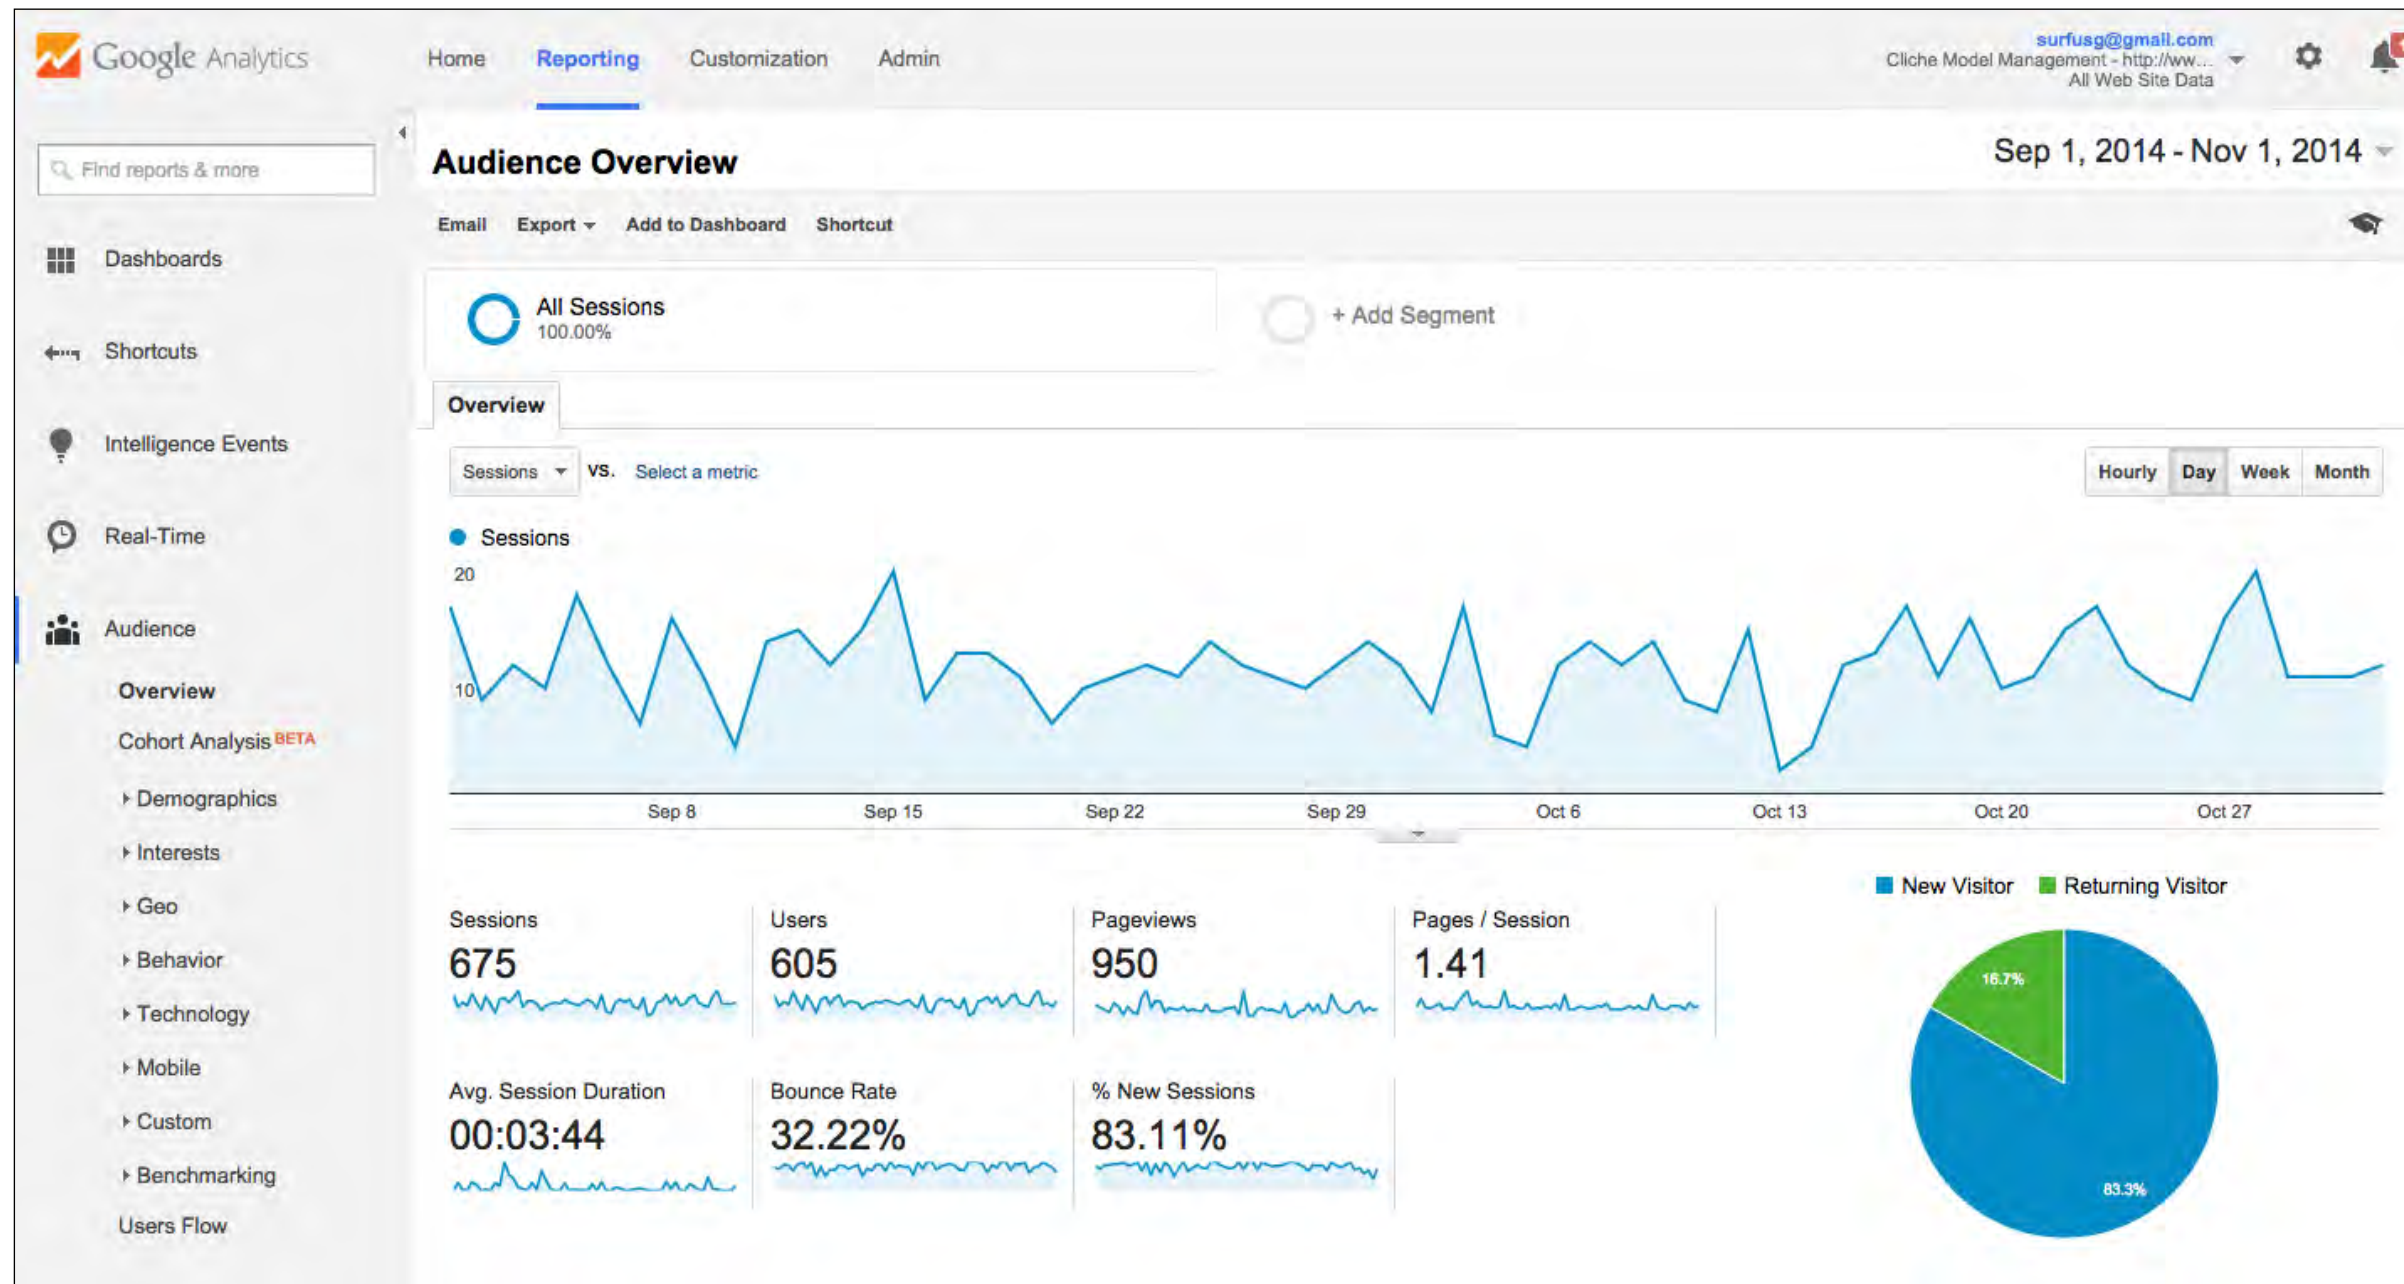 Google Analytics
Home Reporting Customization Admin
surfusg@gmail.com
Cliche Model Management - http://ww...
All Web Site Data
Find reports & more
Dashboards
Shortcuts
Intelligence Events
Real-Time
Audience
Overview
Cohort Analysis BETA
Demographics
Interests
Geo
Behavior
Technology
Mobile
Custom
Benchmarking
Users Flow
Audience Overview
Sep 1, 2014 - Nov 1, 2014
Email Export Add to Dashboard Shortcut
All Sessions
100.00%
+ Add Segment
Overview
Sessions VS. Select a metric
Hourly Day Week Month
Sessions
20
10
Sep 8 Sep 15 Sep 22 Sep 29 Oct 6 Oct 13 Oct 20 Oct 27
Sessions
675
Users
605
Pageviews
950
Pages / Session
1.41
Avg. Session Duration
00:03:44
Bounce Rate
32.22%
% New Sessions
83.11%
New Visitor Returning Visitor
16.7%
83.3%